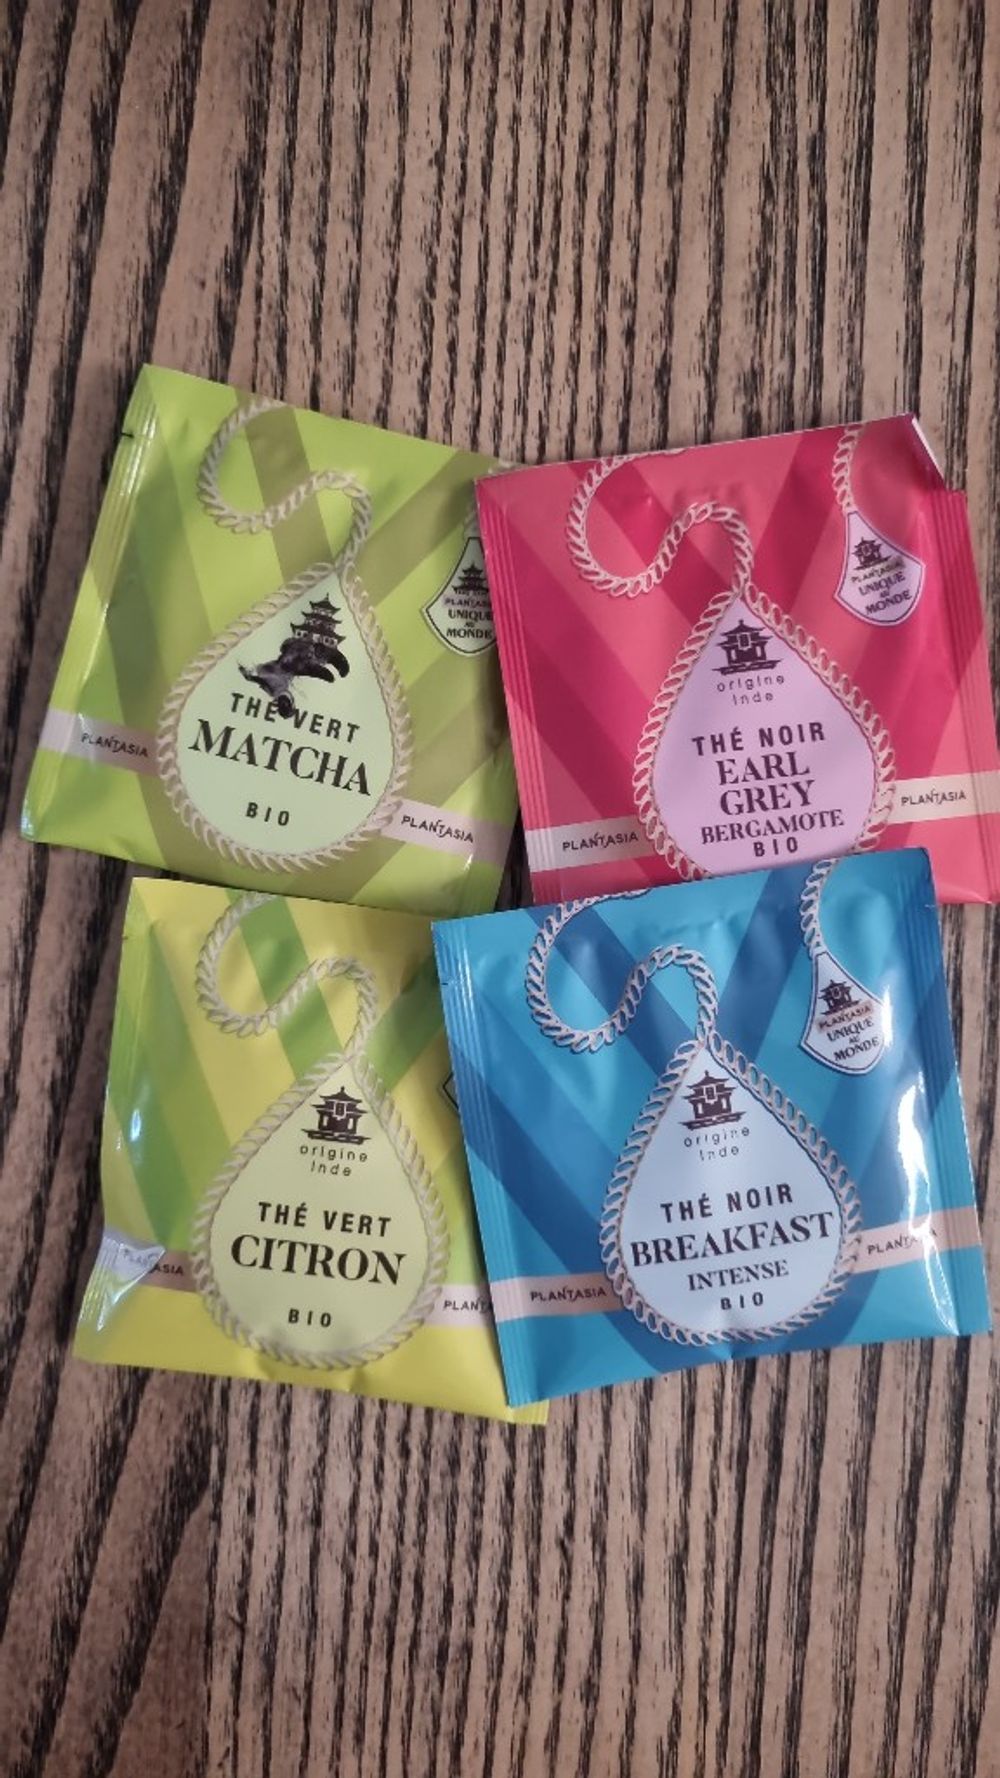 PLANTASIA
UNIQUE
AU
MONDE
THÉ VERT
MATCHA
BIO
PLANTASIA
PLANTASIA
PLANTASIA
UNIQUE
AU
MONDE
origine
Inde
THÉ NOIR
EARL
GREY
BERGAMOTE
BIO
PLANTASIA
PLANTASIA
origine
Inde
THÉ VERT
CITRON
BIO
PLANTASIA
PLANTA
PLANTASIA
UNIQUE
AU
MONDE
origine
Inde
THÉ NOIR
BREAKFAST
INTENSE
BIO
PLANTASIA
PLANTASIA